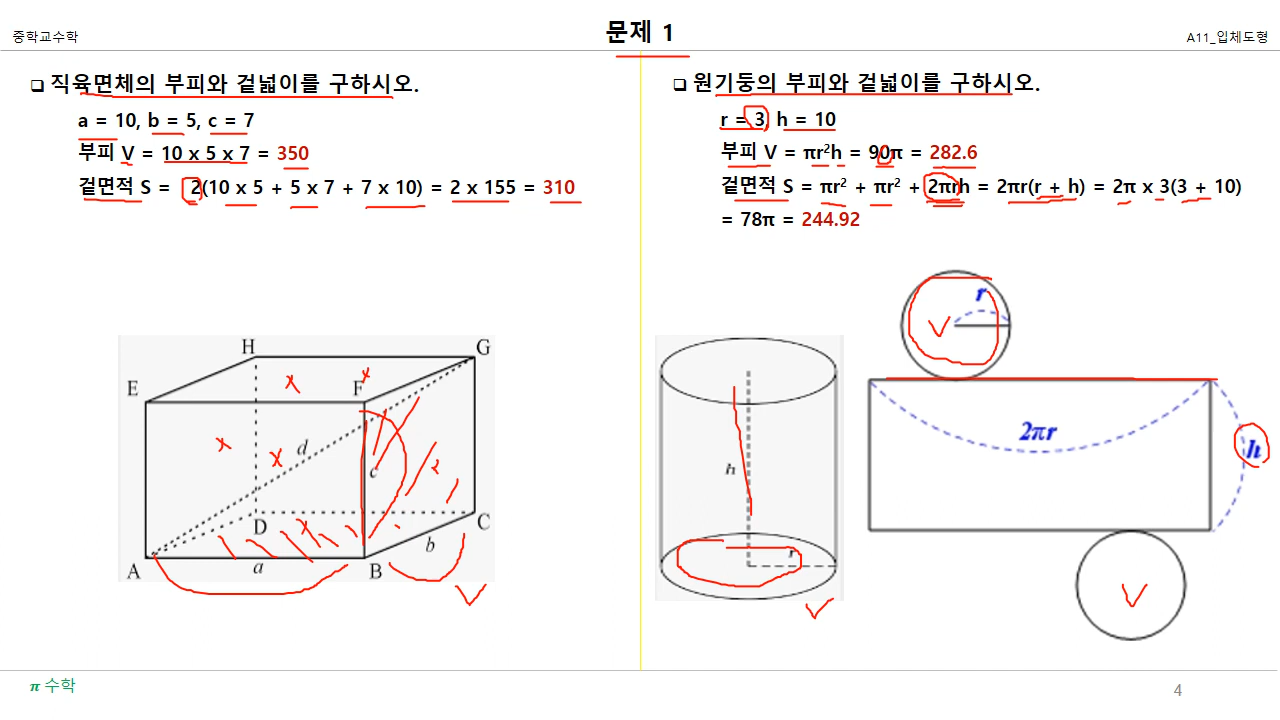 중학교수학
문제 1
A11_입체도형
❑ 직육면체의 부피와 겉넓이를 구하시오.
a = 10, b = 5, c = 7
부피 V = 10 x 5 x 7 = 350
겉면적 S = 2(10 x 5 + 5 x 7 + 7 x 10) = 2 x 155 = 310
H
G
E
F
d
c
D
C
b
A
a
B
❑ 원기둥의 부피와 겉넓이를 구하시오.
r = 3, h = 10
부피 V = πr²h = 90π = 282.6
겉면적 S = πr² + πr² + 2πrh = 2πr(r + h) = 2π x 3(3 + 10)
= 78π = 244.92
h
r
r
2πr
h
π 수학
4